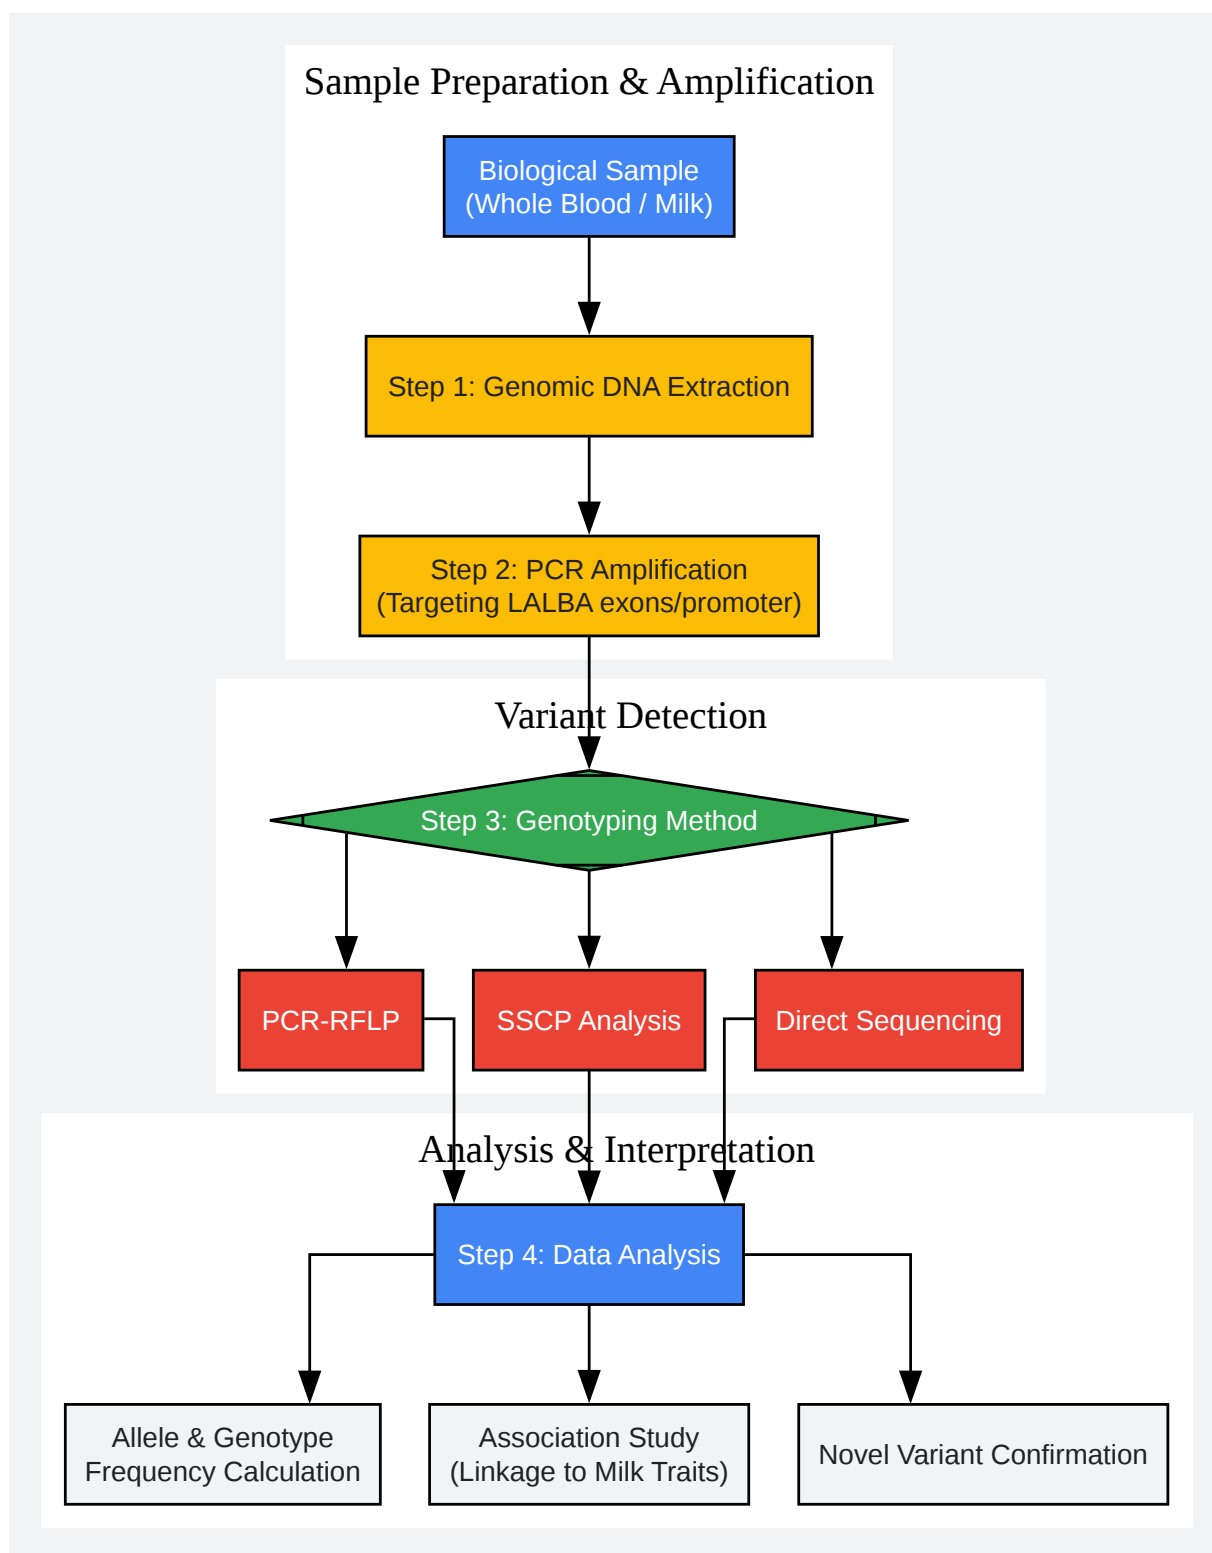 Sample Preparation & Amplification
Biological Sample
(Whole Blood / Milk)
Step 1: Genomic DNA Extraction
Step 2: PCR Amplification
(Targeting LALBA exons/promoter)
Variant Detection
Step 3: Genotyping Method
PCR-RFLP
SSCP Analysis
Direct Sequencing
Analysis & Interpretation
Step 4: Data Analysis
Allele & Genotype
Frequency Calculation
Association Study
(Linkage to Milk Traits)
Novel Variant Confirmation